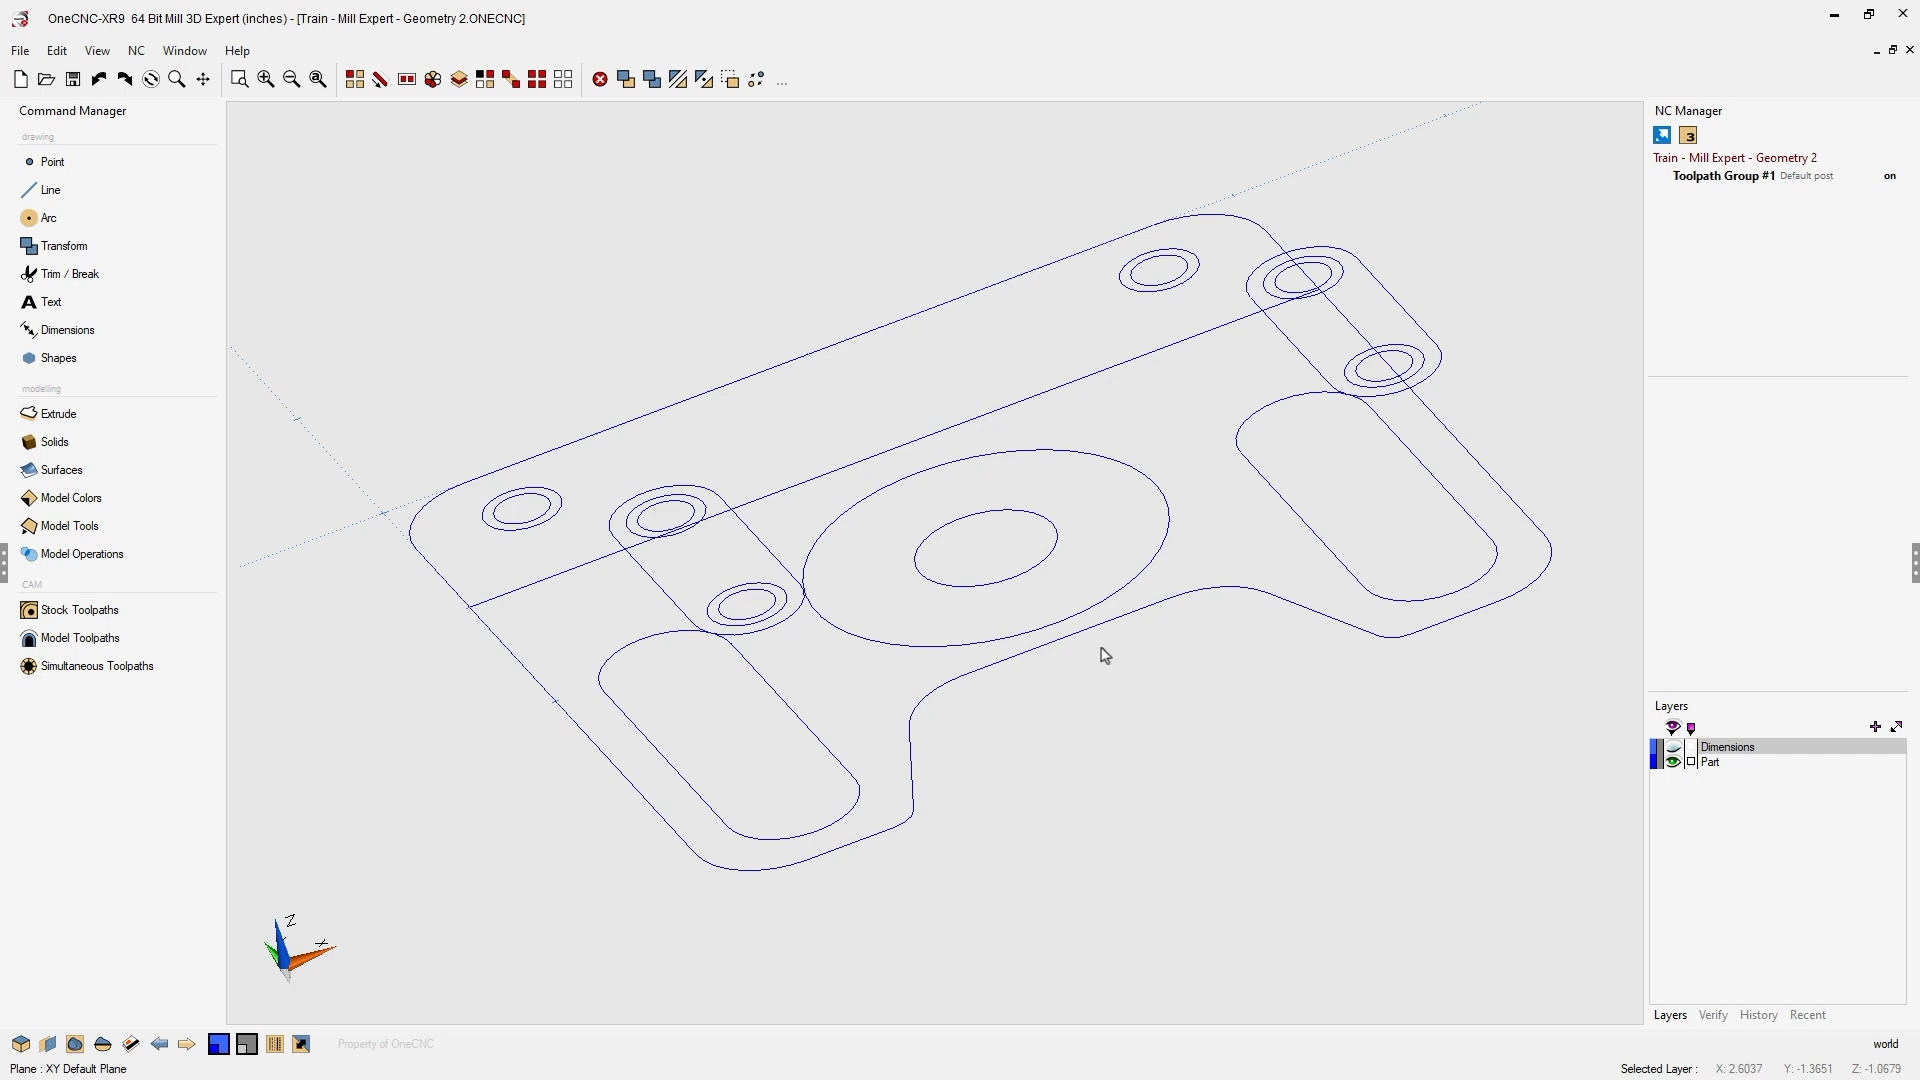 OneCNC-XR9 64 Bit Mill 3D Expert (inches) - [Train - Mill Expert - Geometry 2.ONECNC]
File Edit View NC Window Help
...
Command Manager
drawing
Point
Line
Arc
Transform
Trim / Break
A Text
Dimensions
Shapes
modelling
Extrude
Solids
Surfaces
Model Colors
Model Tools
Model Operations
CAM
Stock Toolpaths
Model Toolpaths
Simultaneous Toolpaths
Z
X
NC Manager
3
Train - Mill Expert - Geometry 2
Toolpath Group #1 Default post on
Layers
Dimensions
Part
Layers Verify History Recent
Property of OneCNC
world
Plane : XY Default Plane
Selected Layer : X: 2.6037 Y: -1.3651 Z: -1.0679